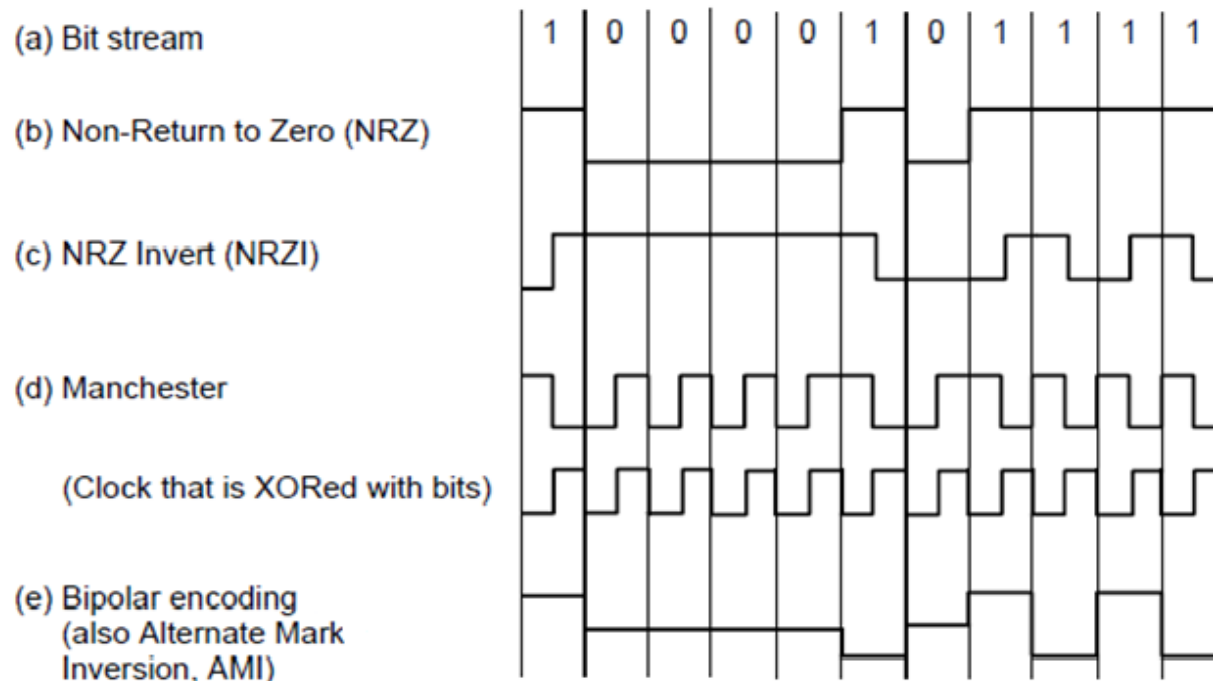 (a) Bit stream 1 0 0 0 0 1 0 1 1 1 1
(b) Non-Return to Zero (NRZ)
(c) NRZ Invert (NRZI)
(d) Manchester
(Clock that is XORed with bits)
(e) Bipolar encoding
(also Alternate Mark
Inversion, AMI)